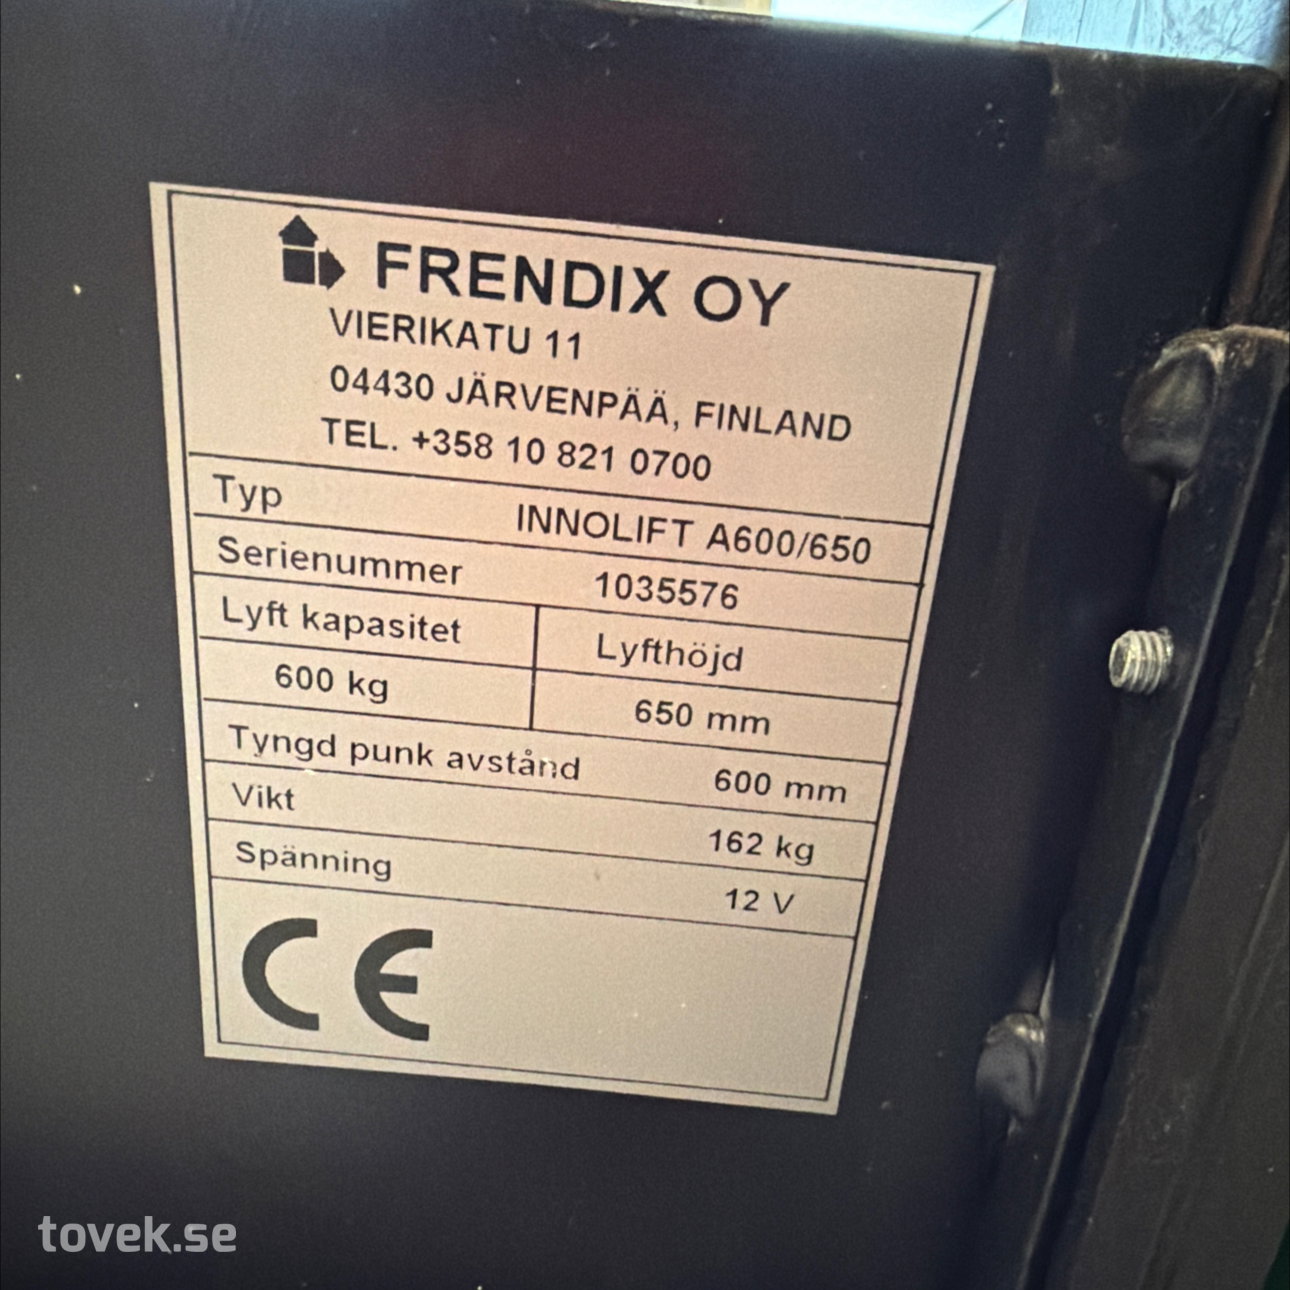 FRENDIX OY
VIERIKATU 11
04430 JÄRVENPÄÄ, FINLAND
TEL. +358 10 821 0700
Typ INNOLIFT A600/650
Serienummer 1035576
Lyft kapasitet Lyfthöjd
600 kg 650 mm
Tyngd punk avstånd 600 mm
Vikt 162 kg
Spänning 12 V
CE
tovek.se